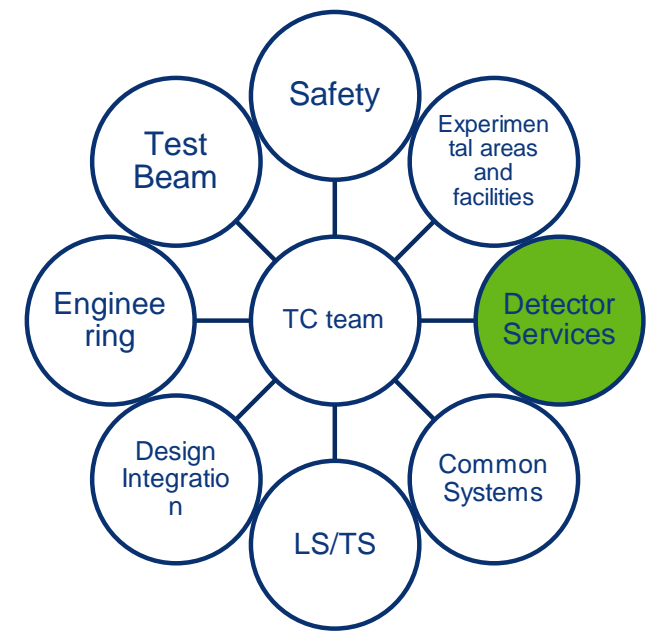 Safety
Experimen
tal areas
and
facilities
Test
Beam
Enginee
ring
TC team
Detector
Services
Design
Integratio
n
Common
Systems
LS/TS